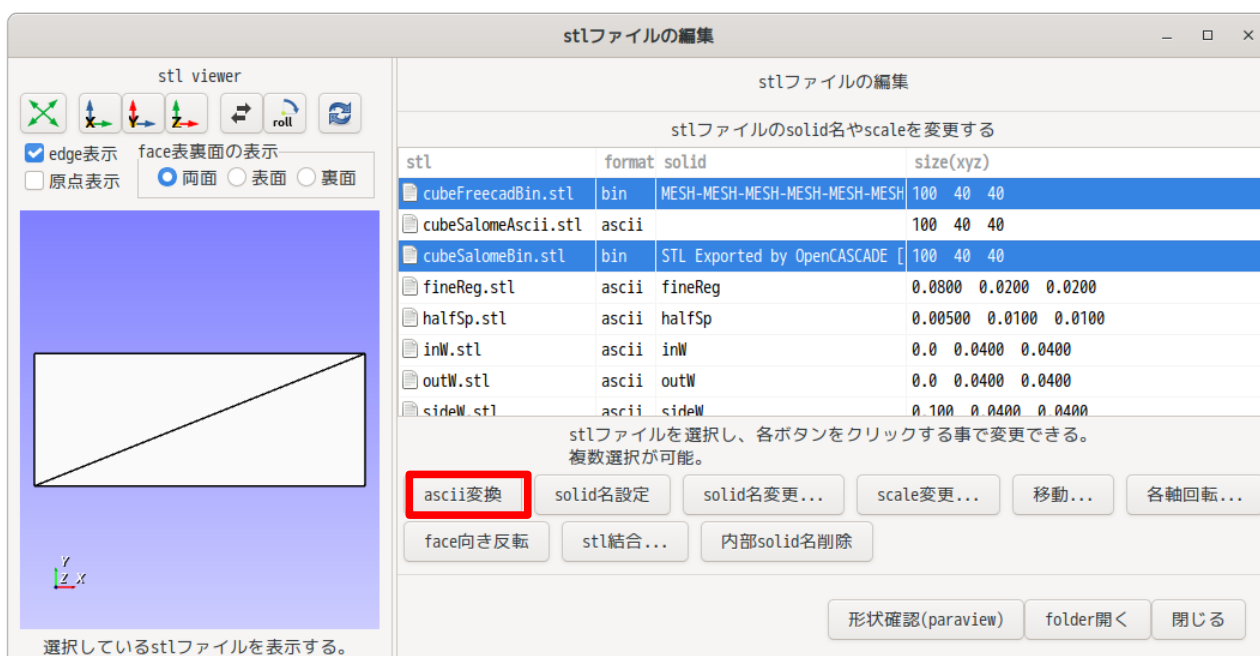 stlファイルの編集
stl viewer
X Y Z roll
edge表示
原点表示
face表裏面の表示
両面 表面 裏面
Y
Z X
選択しているstlファイルを表示する。
stlファイルの編集
stlファイルのsolid名やscaleを変更する
stl format solid size(xyz)
cubeFreecadBin.stl bin MESH-MESH-MESH-MESH-MESH-MESH 100 40 40
cubeSalomeAscii.stl ascii 100 40 40
cubeSalomeBin.stl bin STL Exported by OpenCASCADE [ 100 40 40
fineReg.stl ascii fineReg 0.0800 0.0200 0.0200
halfSp.stl ascii halfSp 0.00500 0.0100 0.0100
inW.stl ascii inW 0.0 0.0400 0.0400
outW.stl ascii outW 0.0 0.0400 0.0400
sideW.stl ascii sideW 0.100 0.0400 0.0400
stlファイルを選択し、各ボタンをクリックする事で変更できる。
複数選択が可能。
ascii変換 solid名設定 solid名変更... scale変更... 移動... 各軸回転...
face向き反転 stl結合... 内部solid名削除
形状確認(paraview) folder開く 閉じる